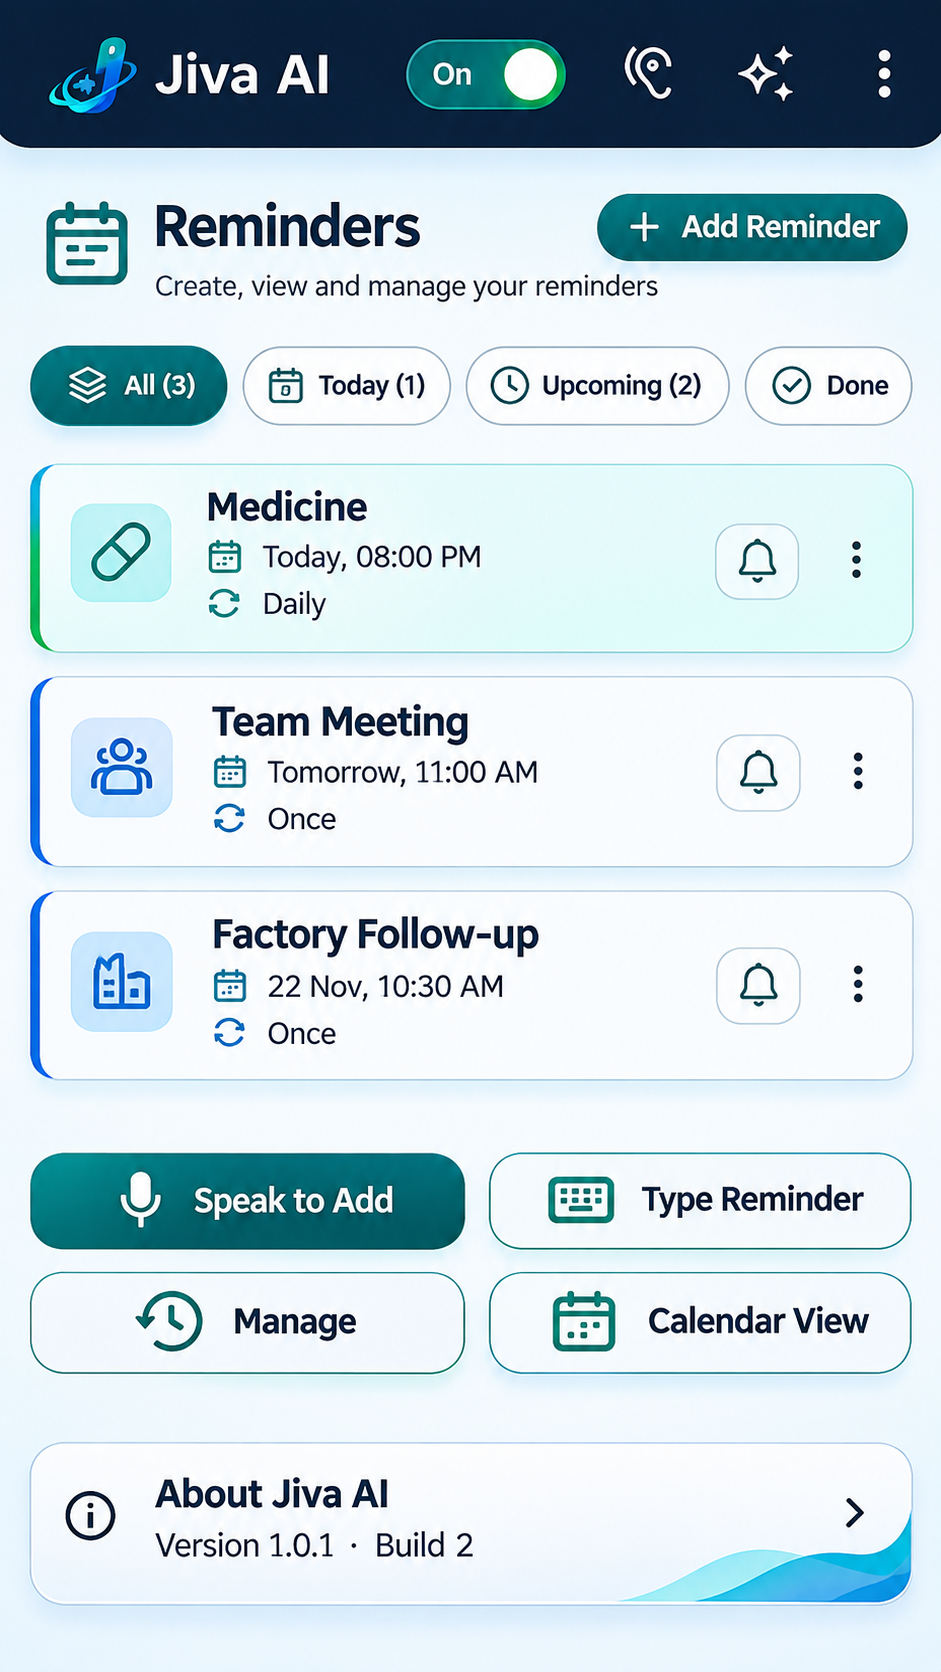 Jiva AI
On
Reminders
Add Reminder
Create, view and manage your reminders
All (3)
Today (1)
Upcoming (2)
Done
Medicine
Today, 08:00 PM
Daily
Team Meeting
Tomorrow, 11:00 AM
Once
Factory Follow-up
22 Nov, 10:30 AM
Once
Speak to Add
Type Reminder
Manage
Calendar View
About Jiva AI
Version 1.0.1 · Build 2